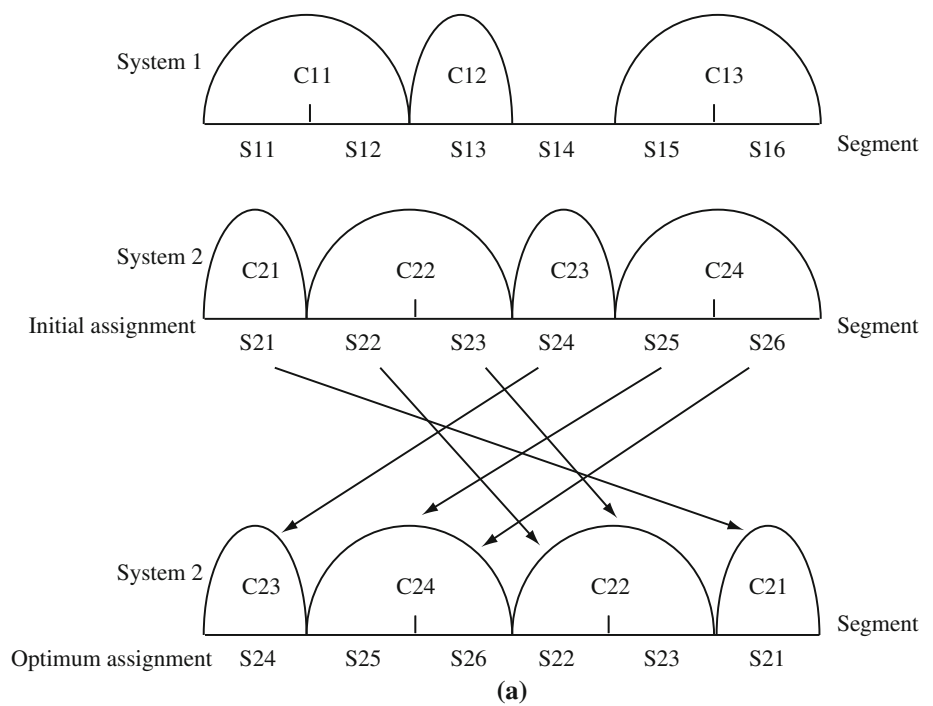 System 1
C11 C12 C13
S11 S12 S13 S14 S15 S16 Segment
System 2
C21 C22 C23 C24
Initial assignment
Segment
S21 S22 S23 S24 S25 S26
System 2
C23 C24 C22 C21
Segment
Optimum assignment S24 S25 S26 S22 S23 S21
(a)